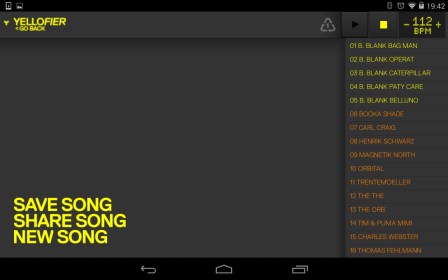 19:42
YELLOFIER
GO BACK
- 112 +
BPM
01 B. BLANK BAG MAN
02 B. BLANK OPERAT
03 B. BLANK CATERPILLAR
04 B. BLANK PATY CARE
05 B. BLANK BELLUNO
06 BOOKA SHADE
07 CARL CRAIG
08 HENRIK SCHWARZ
09 MAGNETIK NORTH
10 ORBITAL
11 TRENTEMOELLER
12 THE THE
13 THE ORB
14 TIM & PUMA MIMI
15 CHARLES WEBSTER
16 THOMAS FEHLMANN
SAVE SONG
SHARE SONG
NEW SONG